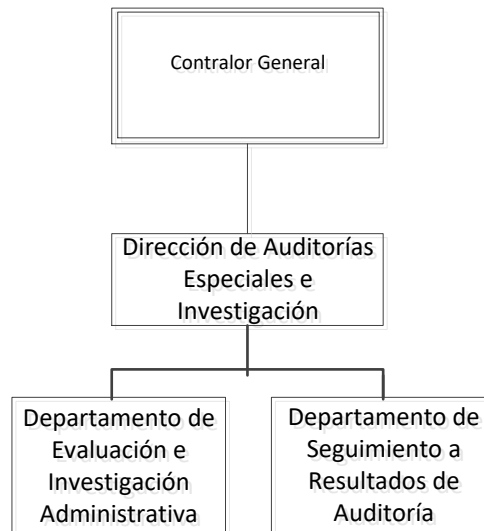 Contralor General
Dirección de Auditorías
Especiales e
Investigación
Departamento de
Evaluación e
Investigación
Administrativa
Departamento de
Seguimiento a
Resultados de
Auditoría